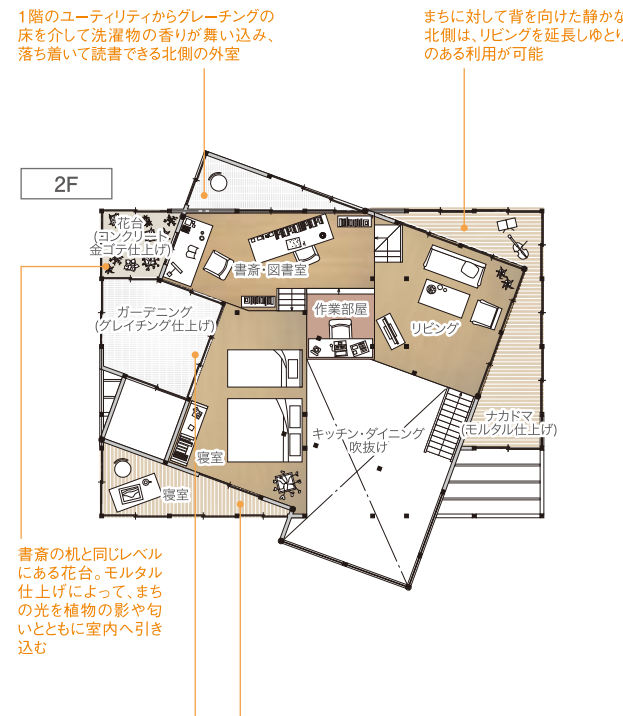 1階のユーティリティからグレーチングの
床を介して洗濯物の香りが舞い込み、
落ち着いて読書できる北側の外室
まちに対して背を向けた静かな
北側は、リビングを延長しゆとり
のある利用が可能
2F
花台
(コンクリート
金ゴテ仕上げ)
書斎・図書室
ガーデニング
(グレイチング仕上げ)
作業部屋
リビング
ナカドマ
(モルタル仕上げ)
キッチン・ダイニング
吹抜け
寝室
寝室
書斎の机と同じレベル
にある花台。モルタル
仕上げによって、まち
の光を植物の影や匂
いとともに室内へ引き
込む